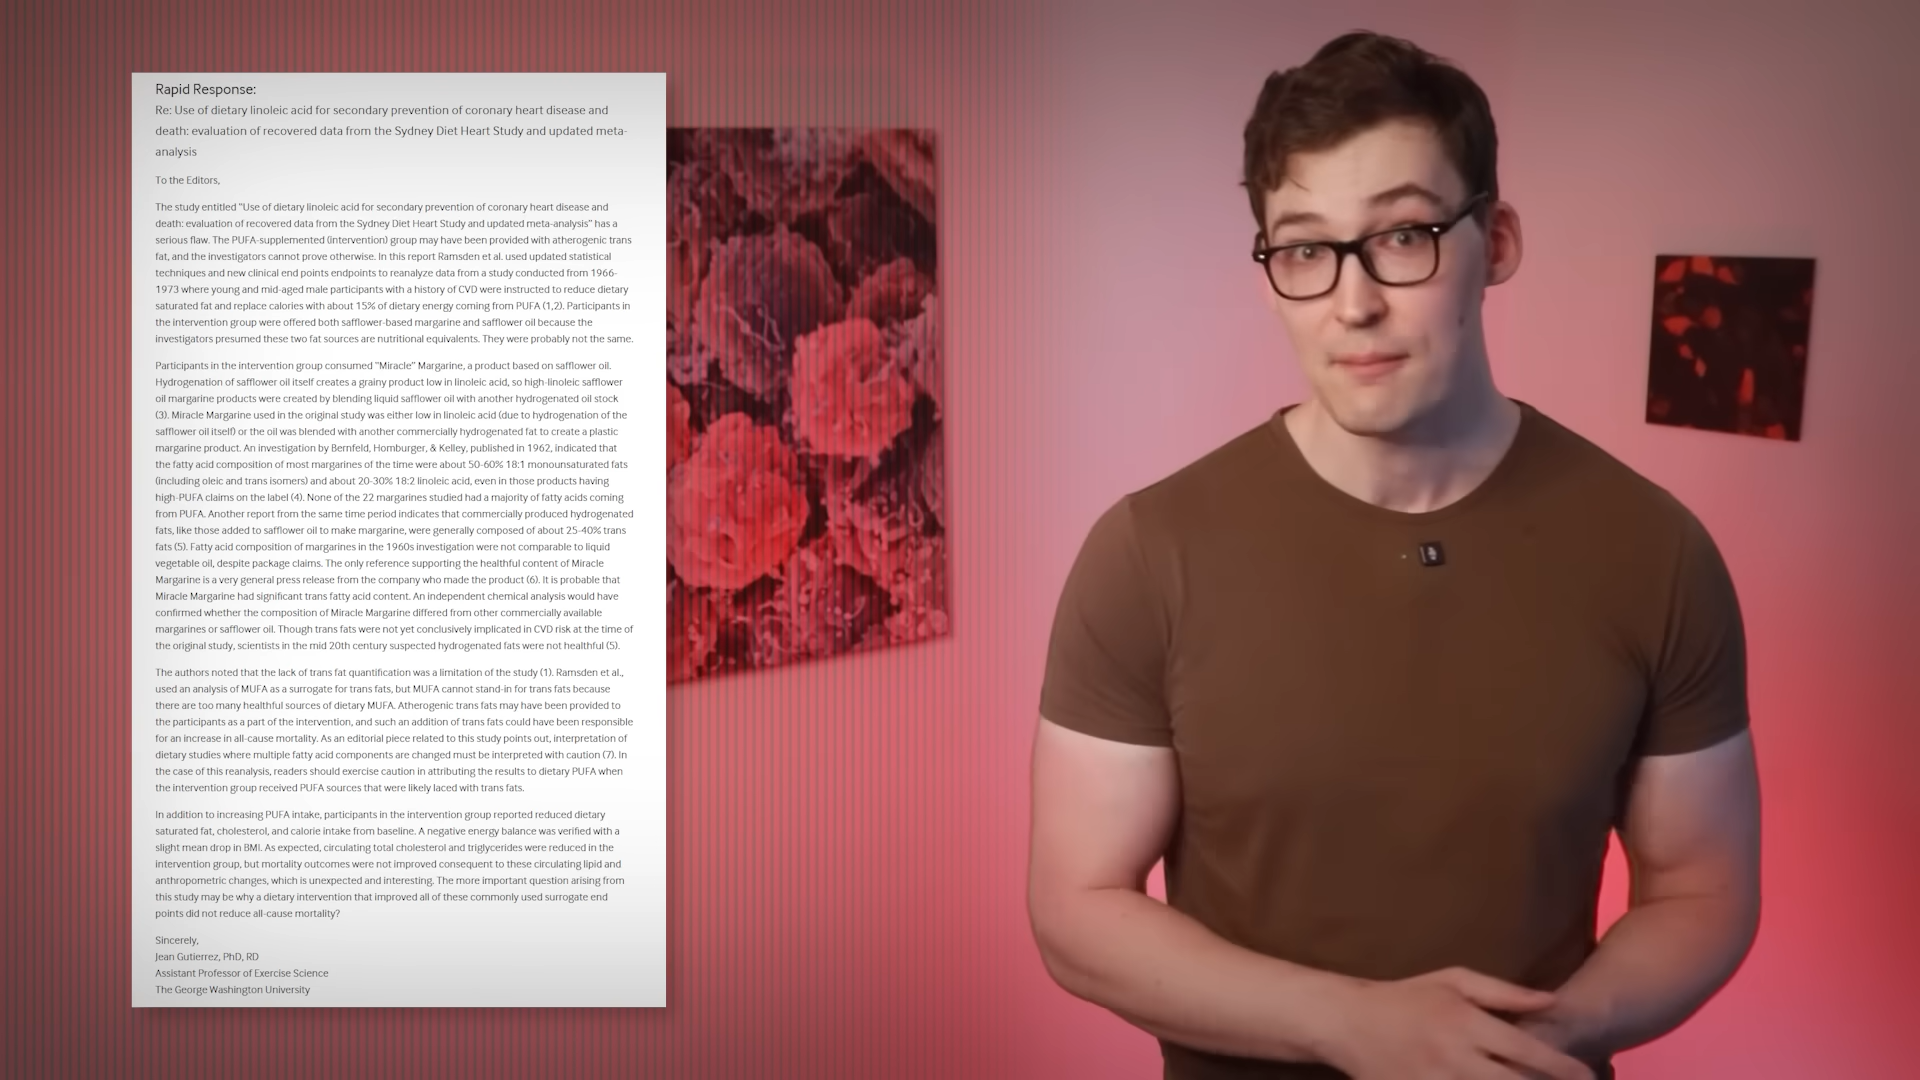 Rapid Response:
Re: Use of dietary linoleic acid for secondary prevention of coronary heart disease and
death: evaluation of recovered data from the Sydney Diet Heart Study and updated meta-
analysis
To the Editors,
The study entitled "Use of dietary linoleic acid for secondary prevention of coronary heart disease and
death: evaluation of recovered data from the Sydney Diet Heart Study and updated meta-analysis" has a
serious flaw. The PUFA-supplemented (intervention) group may have been provided with atherogenic trans
fat, and the investigators cannot prove otherwise. In this report Ramsden et al. used updated statistical
techniques and new clinical end points endpoints to reanalyze data from a study conducted from 1966-
1973 where young and mid-aged male participants with a history of CVD were instructed to reduce dietary
saturated fat and replace calories with about 15% of dietary energy coming from PUFA (1,2). Participants in
the intervention group were offered both safflower-based margarine and safflower oil because the
investigators presumed these two fat sources are nutritional equivalents. They were probably not the same.
Participants in the intervention group consumed "Miracle" Margarine, a product based on safflower oil.
Hydrogenation of safflower oil itself creates a grainy product low in linoleic acid, so high-linoleic safflower
oil margarine products were created by blending liquid safflower oil with another hydrogenated oil stock
(3). Miracle Margarine used in the original study was either low in linoleic acid (due to hydrogenation of the
safflower oil itself) or the oil was blended with another commercially hydrogenated fat to create a plastic
margarine product. An investigation by Bernfeld, Homburger, & Kelley, published in 1962, indicated that
the fatty acid composition of most margarines of the time were about 50-60% 18:1 monounsaturated fats
(including oleic and trans isomers) and about 20-30% 18:2 linoleic acid, even in those products having
high-PUFA claims on the label (4). None of the 22 margarines studied had a majority of fatty acids coming
from PUFA. Another report from the same time period indicates that commercially produced hydrogenated
fats, like those added to safflower oil to make margarine, were generally composed of about 25-40% trans
fats (5). Fatty acid composition of margarines in the 1960s investigation were not comparable to liquid
vegetable oil, despite package claims. The only reference supporting the healthful content of Miracle
Margarine is a very general press release from the company who made the product (6). It is probable that
Miracle Margarine had significant trans fatty acid content. An independent chemical analysis would have
confirmed whether the composition of Miracle Margarine differed from other commercially available
margarines or safflower oil. Though trans fats were not yet conclusively implicated in CVD risk at the time of
the original study, scientists in the mid 20th century suspected hydrogenated fats were not healthful (5).
The authors noted that the lack of trans fat quantification was a limitation of the study (1). Ramsden et al.,
used an analysis of MUFA as a surrogate for trans fats, but MUFA cannot stand-in for trans fats because
there are too many healthful sources of dietary MUFA. Atherogenic trans fats may have been provided to
the participants as a part of the intervention, and such an addition of trans fats could have been responsible
for an increase in all-cause mortality. As an editorial piece related to this study points out, interpretation of
dietary studies where multiple fatty acid components are changed must be interpreted with caution (7). In
the case of this reanalysis, readers should exercise caution in attributing the results to dietary PUFA when
the intervention group received PUFA sources that were likely laced with trans fats.
In addition to increasing PUFA intake, participants in the intervention group reported reduced dietary
saturated fat, cholesterol, and calorie intake from baseline. A negative energy balance was verified with a
slight mean drop in BMI. As expected, circulating total cholesterol and triglycerides were reduced in the
intervention group, but mortality outcomes were not improved consequent to these circulating lipid and
anthropometric changes, which is unexpected and interesting. The more important question arising from
this study may be why a dietary intervention that improved all of these commonly used surrogate end
points did not reduce all-cause mortality?
Sincerely,
Jean Gutierrez, PhD, RD
Assistant Professor of Exercise Science
The George Washington University